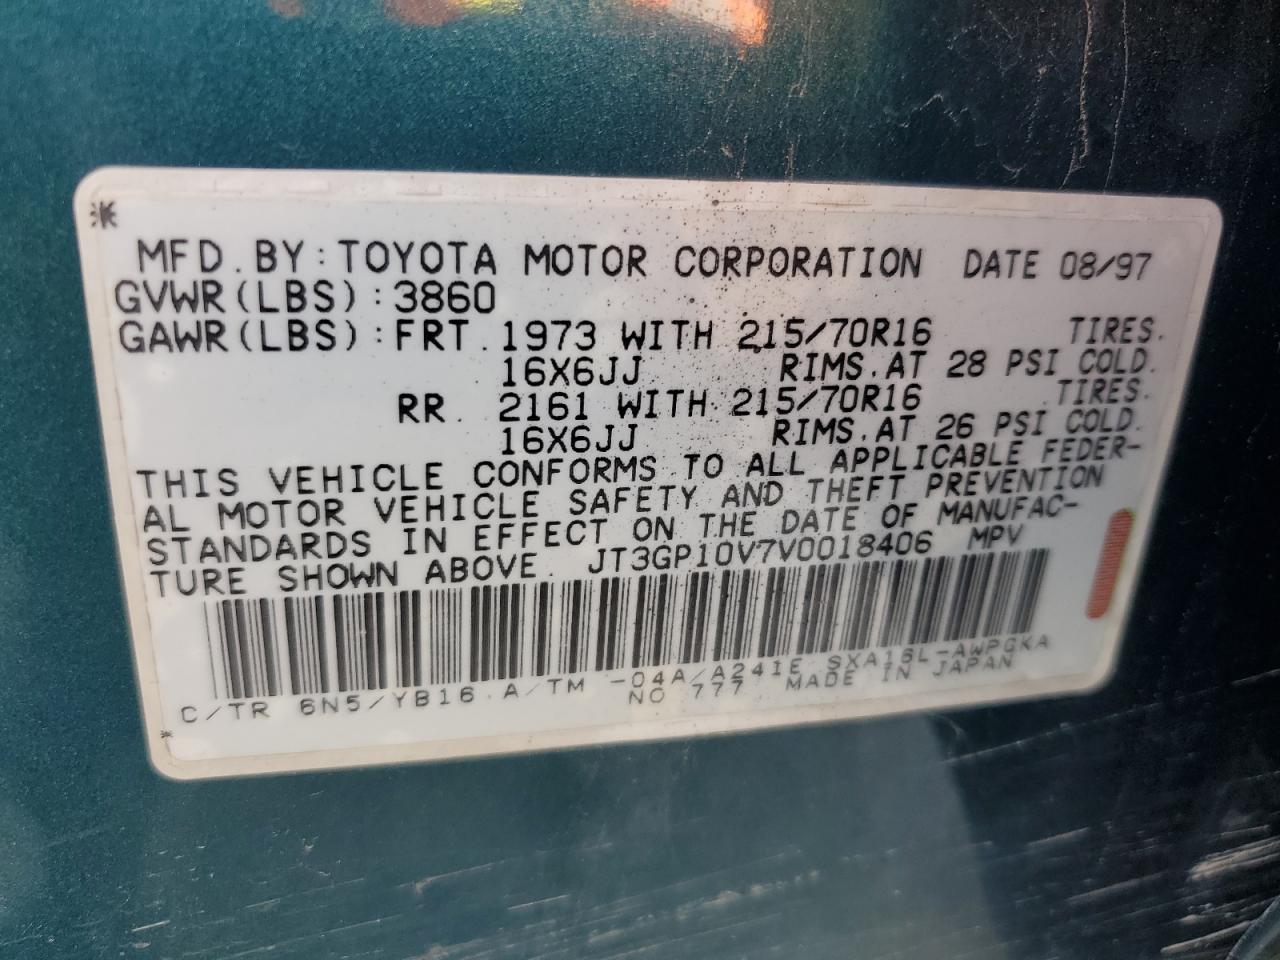 MFD. BY: TOYOTA MOTOR CORPORATION DATE 08/97
GVWR(LBS):3860
GAWR(LBS):FRT. 1973 WITH 215/70R16 TIRES.
16X6JJ RIMS.AT 28 PSI COLD.
RR. 2161 WITH 215/70R16 TIRES.
16X6JJ RIMS.AT 26 PSI COLD.
THIS VEHICLE CONFORMS TO ALL APPLICABLE FEDER-
AL MOTOR VEHICLE SAFETY AND THEFT PREVENTION
STANDARDS IN EFFECT ON THE DATE OF MANUFAC-
TURE SHOWN ABOVE. JT3GP10V7V0018406 MPV
C/TR 6N5/YB16 A/TM -04A/A241E SXA16L-AWPGKA
NO 777 MADE IN JAPAN